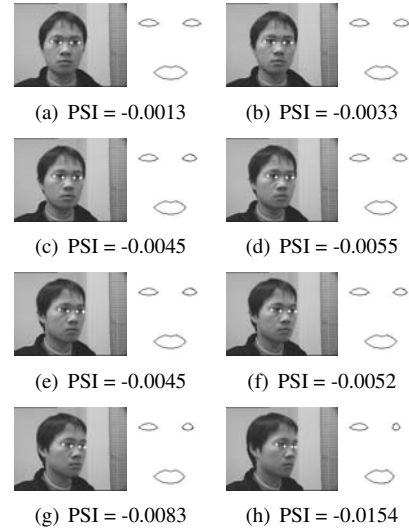 (a) PSI = -0.0013 (b) PSI = -0.0033
(c) PSI = -0.0045 (d) PSI = -0.0055
(e) PSI = -0.0045 (f) PSI = -0.0052
(g) PSI = -0.0083 (h) PSI = -0.0154